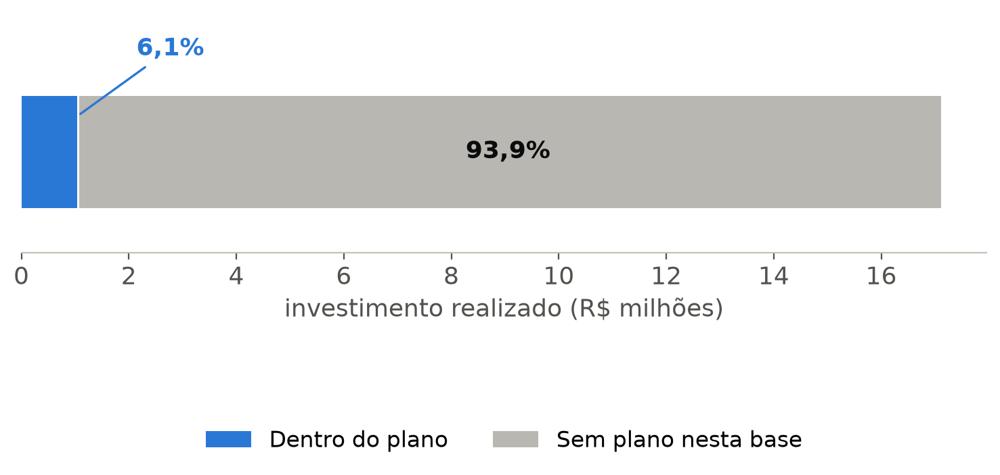 6,1%
93,9%
0 2 4 6 8 10 12 14 16
investimento realizado (R$ milhões)
Dentro do plano Sem plano nesta base